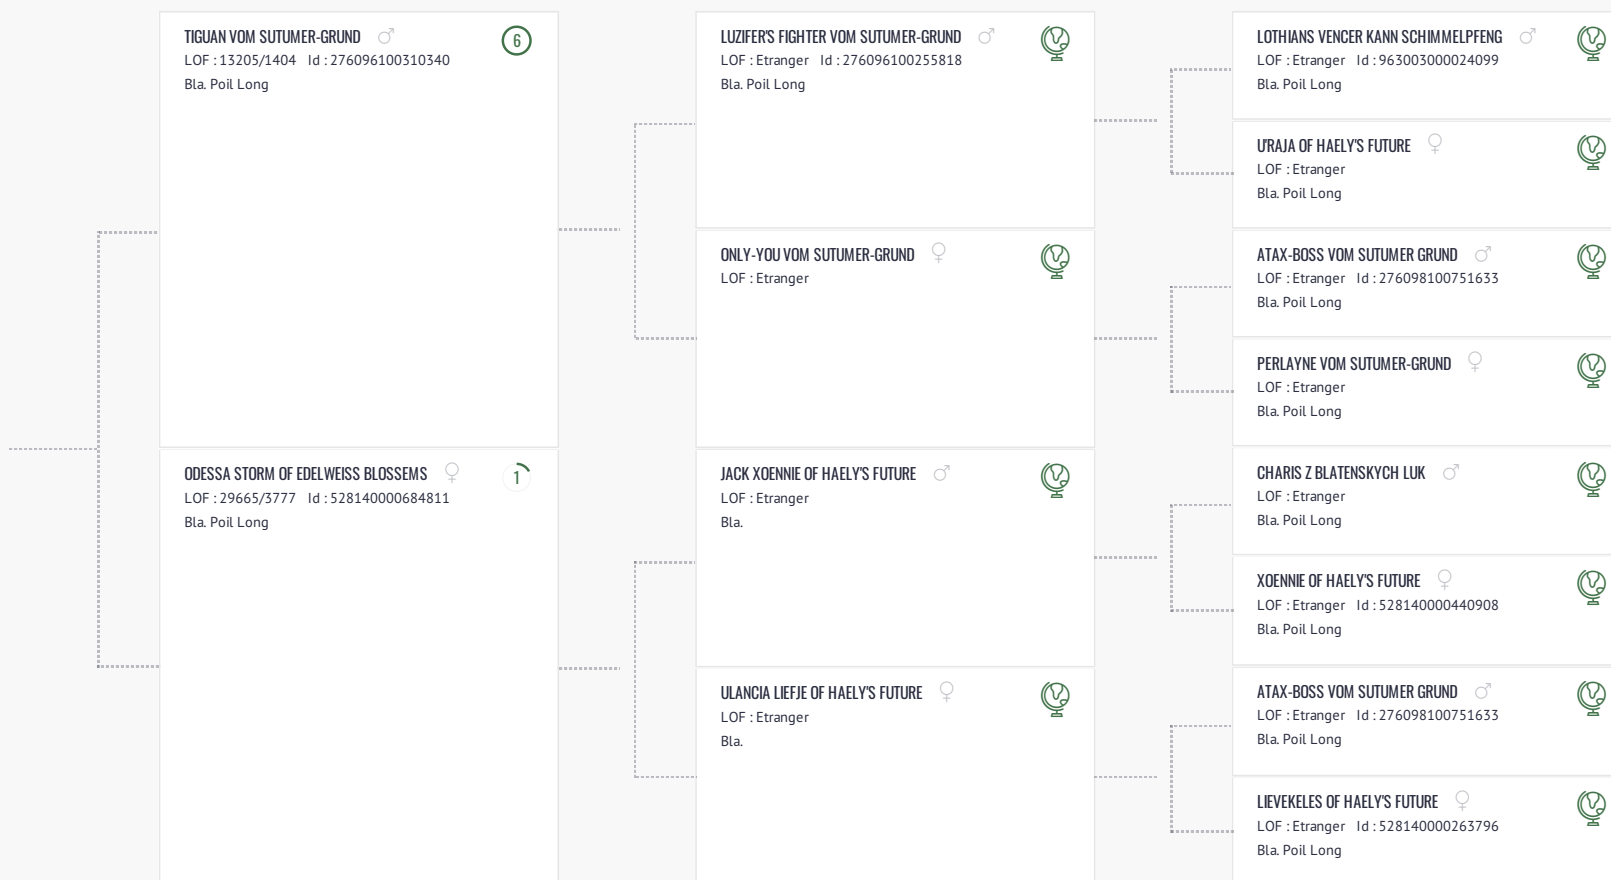 TIGUAN VOM SUTUMER-GRUND
6
LOF : 13205/1404 Id : 276096100310340
Bla. Poil Long
ODESSA STORM OF EDELWEISS BLOSSEMS
1
LOF : 29665/3777 Id : 528140000684811
Bla. Poil Long
LUZIFER'S FIGHTER VOM SUTUMER-GRUND
LOF : Etranger Id : 276096100255818
Bla. Poil Long
ONLY-YOU VOM SUTUMER-GRUND
LOF : Etranger
JACK XOENNIE OF HAELY'S FUTURE
LOF : Etranger
Bla.
ULANCIA LIEFJE OF HAELY'S FUTURE
LOF : Etranger
Bla.
LOTHIANS VENCER KANN SCHIMMELPFENG
LOF : Etranger Id : 963003000024099
Bla. Poil Long
U'RAJA OF HAELY'S FUTURE
LOF : Etranger
Bla. Poil Long
ATAX-BOSS VOM SUTUMER GRUND
LOF : Etranger Id : 276098100751633
Bla. Poil Long
PERLAYNE VOM SUTUMER-GRUND
LOF : Etranger
Bla. Poil Long
CHARIS Z BLATENSKYCH LUK
LOF : Etranger
Bla. Poil Long
XOENNIE OF HAELY'S FUTURE
LOF : Etranger Id : 528140000440908
Bla. Poil Long
ATAX-BOSS VOM SUTUMER GRUND
LOF : Etranger Id : 276098100751633
Bla. Poil Long
LIEVEKELES OF HAELY'S FUTURE
LOF : Etranger Id : 528140000263796
Bla. Poil Long